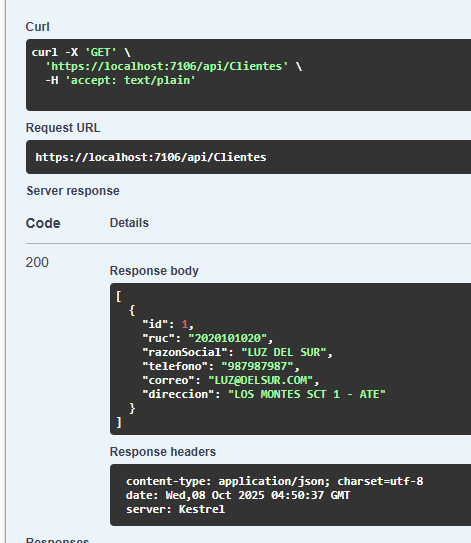 Curl
curl -X 'GET' \
'https://localhost:7106/api/Clientes' \
-H 'accept: text/plain'
Request URL
https://localhost:7106/api/Clientes
Server response
Code Details
200
Response body
[
{
"id": 1,
"ruc": "2020101020",
"razonSocial": "LUZ DEL SUR",
"telefono": "987987987",
"correo": "LUZ@DELSUR.COM",
"direccion": "LOS MONTES SCT 1 - ATE"
}
]
Response headers
content-type: application/json; charset=utf-8
date: Wed,08 Oct 2025 04:50:37 GMT
server: Kestrel
Responses